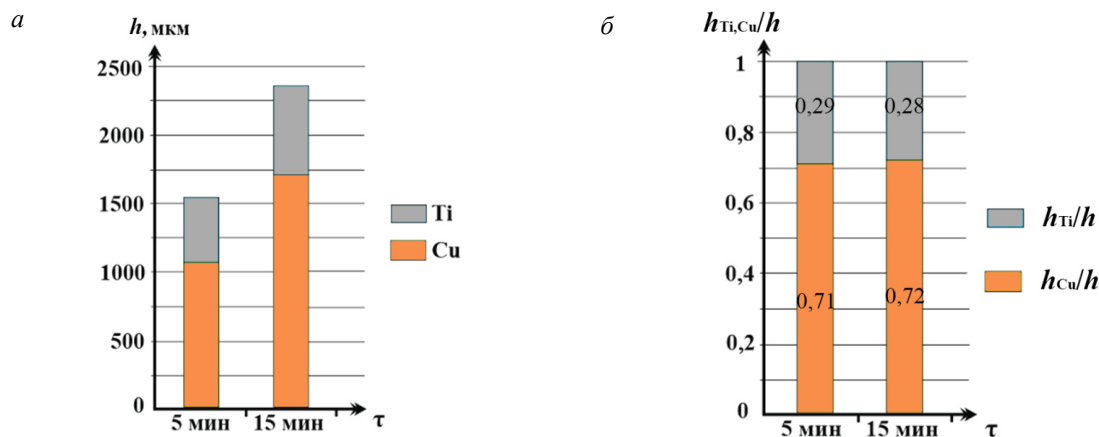 а
h, мкм
2500
2000
1500
1000
500
0
5 мин
15 мин
τ
Ti
Cu
б
hTi,Cu/h
1
0,8
0,6
0,4
0,2
0
0,29
0,28
0,71
0,72
5 мин
15 мин
τ
hTi/h
hCu/h